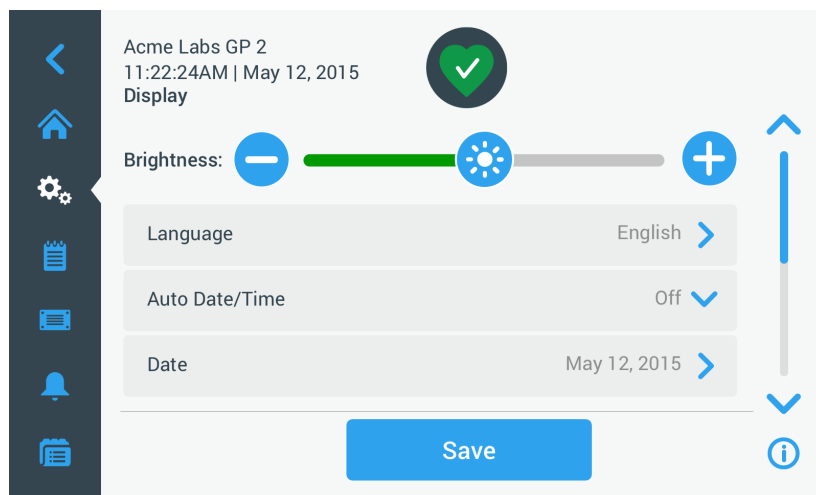 Acme Labs GP 2
11:22:24AM | May 12, 2015
Display
Brightness:
Language English
Auto Date/Time Off
Date May 12, 2015
Save